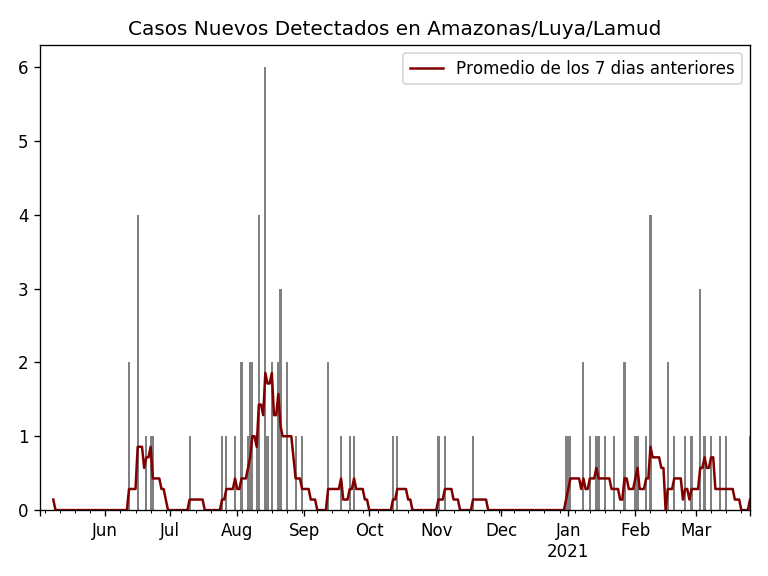 Casos Nuevos Detectados en Amazonas/Luya/Lamud
Promedio de los 7 dias anteriores
6
5
4
3
2
1
0
Jun Jul Aug Sep Oct Nov Dec Jan Feb Mar
2021